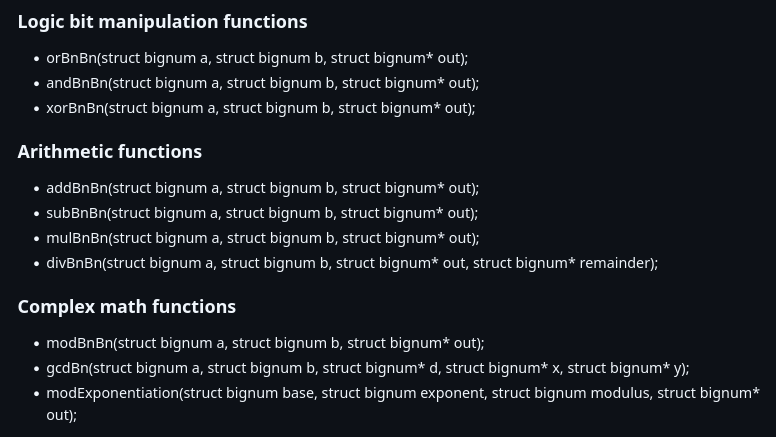 Logic bit manipulation functions
• orBnBn(struct bignum a, struct bignum b, struct bignum* out);
• andBnBn(struct bignum a, struct bignum b, struct bignum* out);
• xorBnBn(struct bignum a, struct bignum b, struct bignum* out);
Arithmetic functions
• addBnBn(struct bignum a, struct bignum b, struct bignum* out);
• subBnBn(struct bignum a, struct bignum b, struct bignum* out);
• mulBnBn(struct bignum a, struct bignum b, struct bignum* out);
• divBnBn(struct bignum a, struct bignum b, struct bignum* out, struct bignum* remainder);
Complex math functions
• modBnBn(struct bignum a, struct bignum b, struct bignum* out);
• gcdBn(struct bignum a, struct bignum b, struct bignum* d, struct bignum* x, struct bignum* y);
• modExponentiation(struct bignum base, struct bignum exponent, struct bignum modulus, struct bignum*
out);